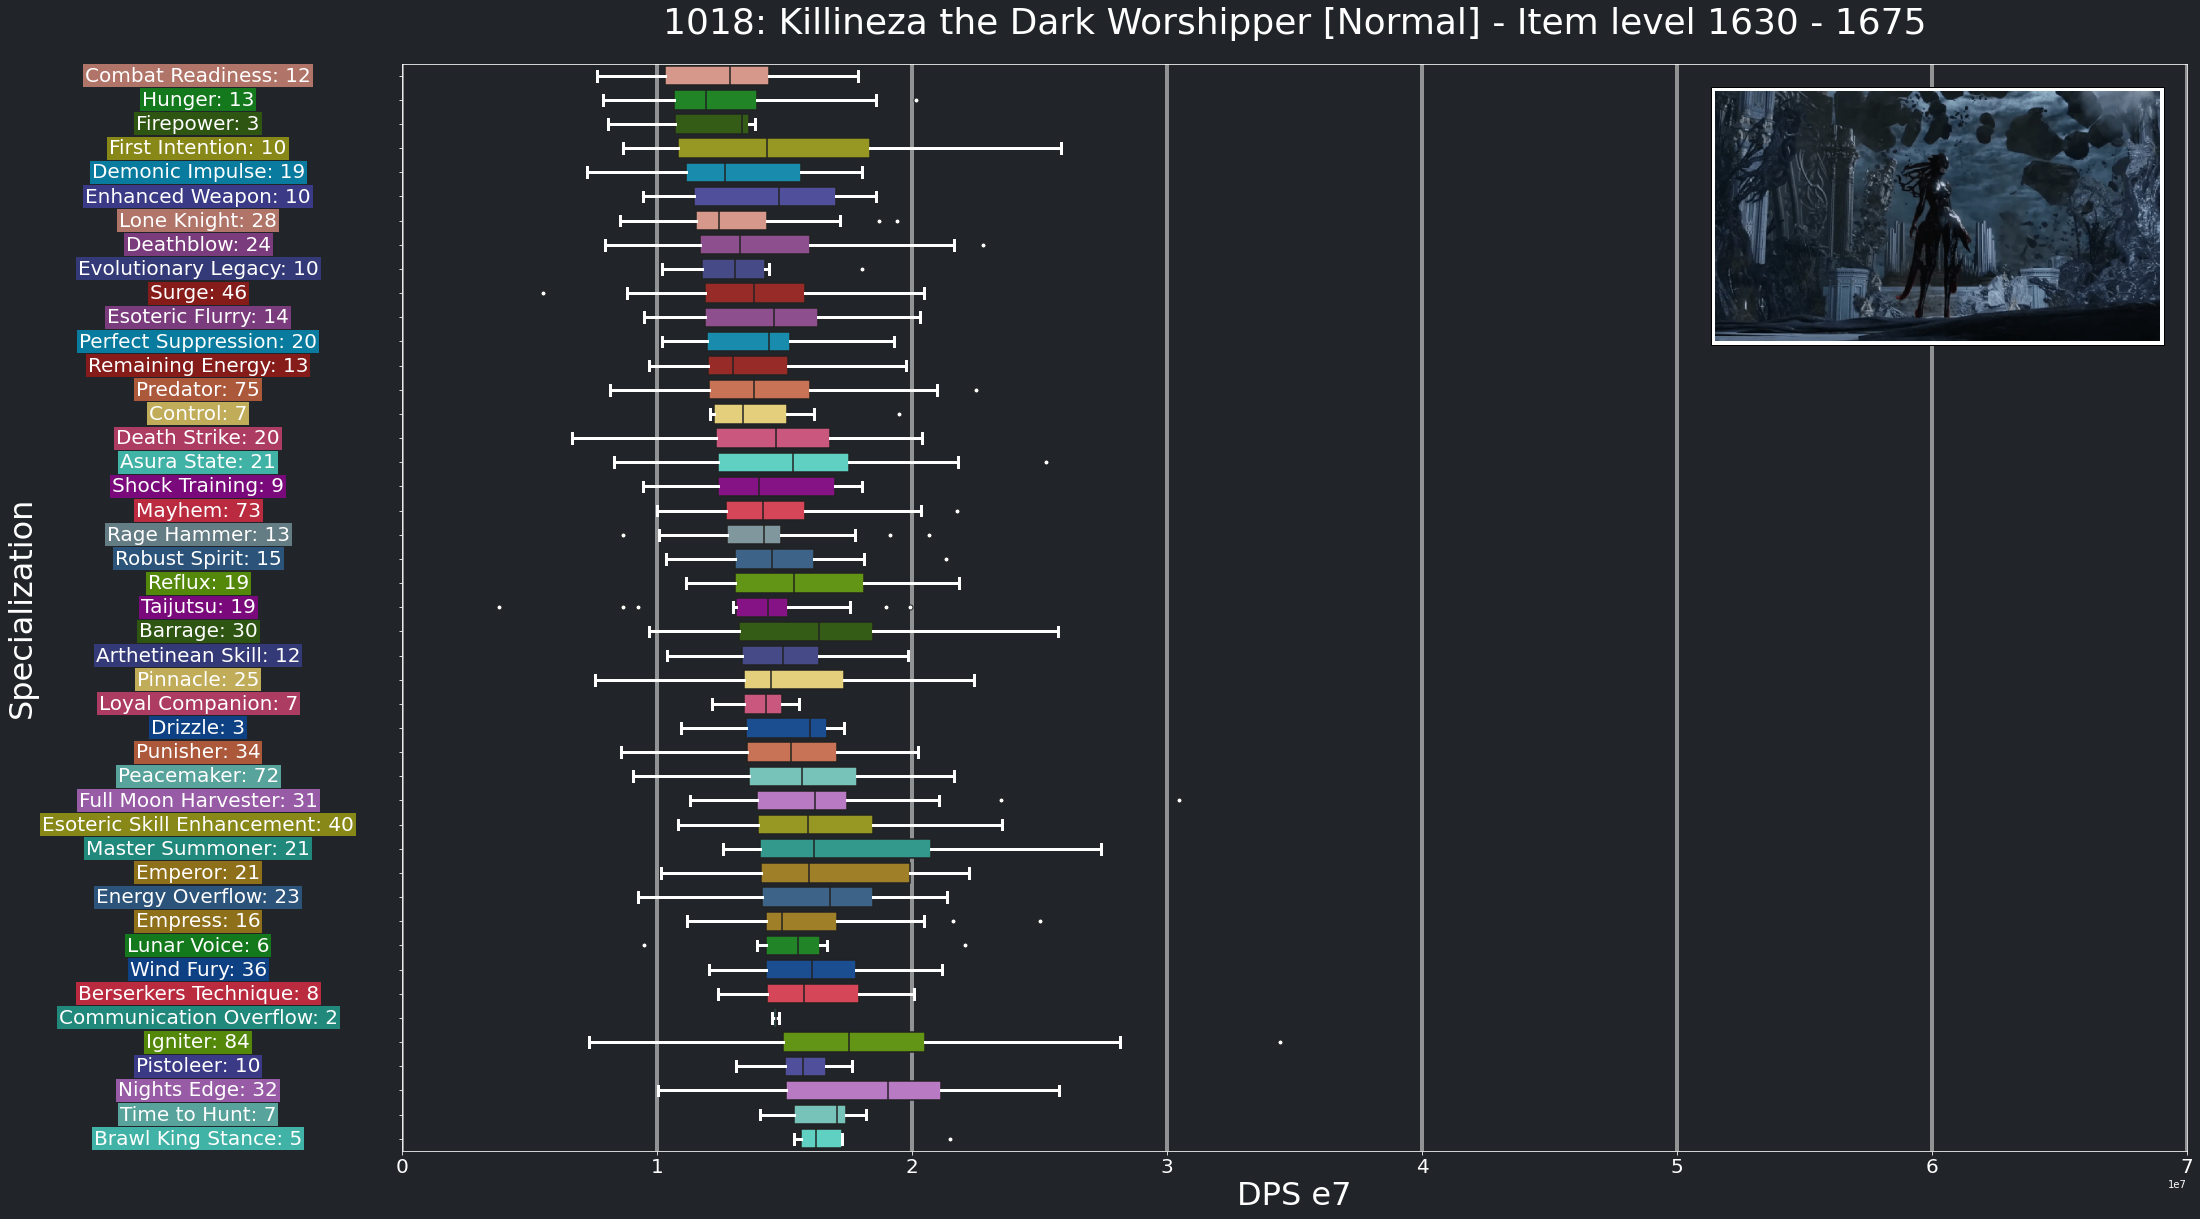 1018: Killineza the Dark Worshipper [Normal] - Item level 1630 - 1675
Specialization
Combat Readiness: 12
Hunger: 13
Firepower: 3
First Intention: 10
Demonic Impulse: 19
Enhanced Weapon: 10
Lone Knight: 28
Deathblow: 24
Evolutionary Legacy: 10
Surge: 46
Esoteric Flurry: 14
Perfect Suppression: 20
Remaining Energy: 13
Predator: 75
Control: 7
Death Strike: 20
Asura State: 21
Shock Training: 9
Mayhem: 73
Rage Hammer: 13
Robust Spirit: 15
Reflux: 19
Taijutsu: 19
Barrage: 30
Arthetinean Skill: 12
Pinnacle: 25
Loyal Companion: 7
Drizzle: 3
Punisher: 34
Peacemaker: 72
Full Moon Harvester: 31
Esoteric Skill Enhancement: 40
Master Summoner: 21
Emperor: 21
Energy Overflow: 23
Empress: 16
Lunar Voice: 6
Wind Fury: 36
Berserkers Technique: 8
Communication Overflow: 2
Igniter: 84
Pistoleer: 10
Nights Edge: 32
Time to Hunt: 7
Brawl King Stance: 5
0 1 2 3 4 5 6 7
1e7
DPS e7